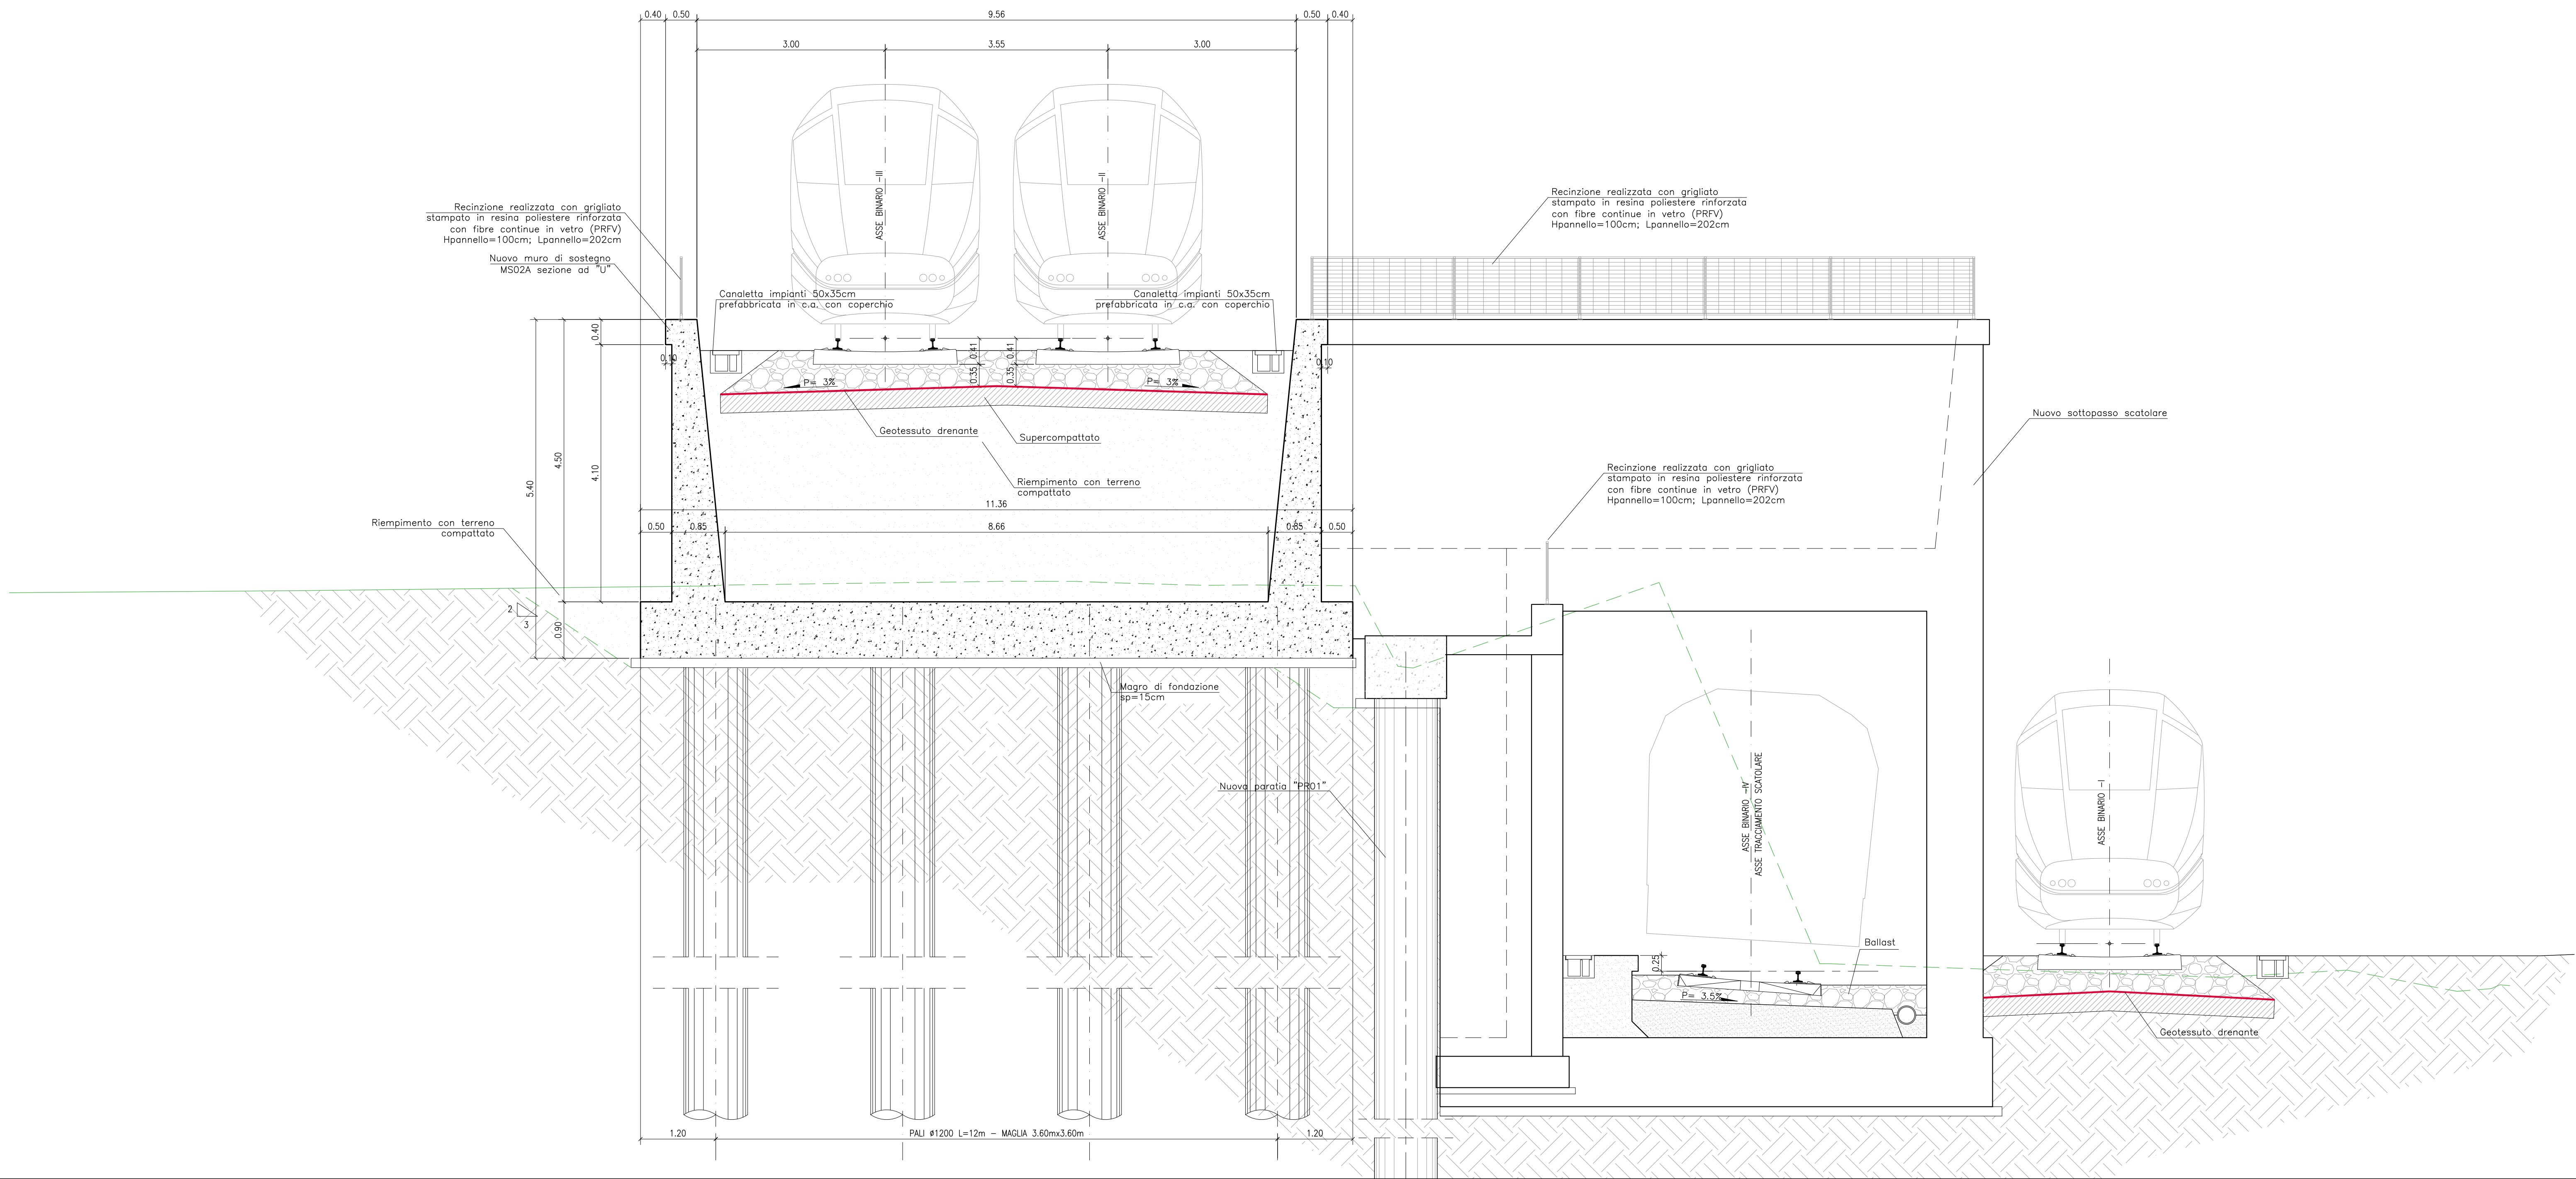 0.40
0.50
9.56
0.50
0.40
3.00
3.55
3.00
ASSE BINARIO -III
ASSE BINARIO -II
Recinzione realizzata con grigliato
stampato in resina poliestere rinforzata
con fibre continue in vetro (PRFV)
Hpannello=100cm; Lpannello=202cm
Nuovo muro di sostegno
MS02A sezione ad "U"
Recinzione realizzata con grigliato
stampato in resina poliestere rinforzata
con fibre continue in vetro (PRFV)
Hpannello=100cm; Lpannello=202cm
Canaletta impianti 50x35cm
prefabbricata in c.a. con coperchio
Canaletta impianti 50x35cm
prefabbricata in c.a. con coperchio
0.40
0.10
0.41
0.41
0.35
0.35
0.10
P= 3%
P= 3%
Geotessuto drenante
Supercompattato
Nuovo sottopasso scatolare
5.40
4.50
4.10
Riempimento con terreno
compattato
11.36
Recinzione realizzata con grigliato
stampato in resina poliestere rinforzata
con fibre continue in vetro (PRFV)
Hpannello=100cm; Lpannello=202cm
Riempimento con terreno
compattato
0.50
0.85
8.66
0.85
0.50
2
3
0.90
Magro di fondazione
sp=15cm
Nuova paratia "PR01"
ASSE BINARIO -IV
ASSE TRACCIAMENTO SCATOLARE
ASSE BINARIO -I
Ballast
0.25
P= 3.5%
Geotessuto drenante
1.20
PALI ø1200 L=12m - MAGLIA 3.60mx3.60m
1.20